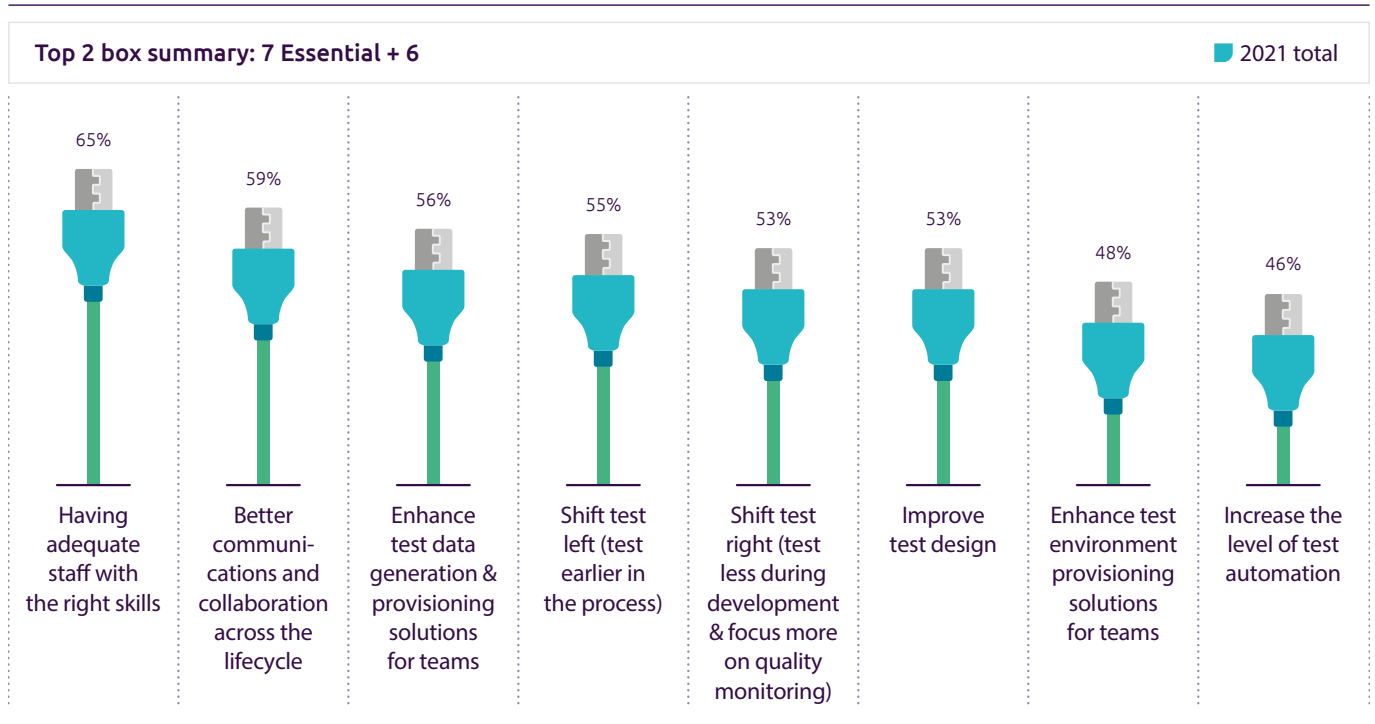 Top 2 box summary: 7 Essential + 6
2021 total
65%
59%
56%
55%
53%
53%
48%
46%
Having
adequate
staff with
the right skills
Better
communi-
cations and
collaboration
across the
lifecycle
Enhance
test data
generation &
provisioning
solutions
for teams
Shift test
left (test
earlier in
the process)
Shift test
right (test
less during
development
& focus more
on quality
monitoring)
Improve
test design
Enhance test
environment
provisioning
solutions
for teams
Increase the
level of test
automation